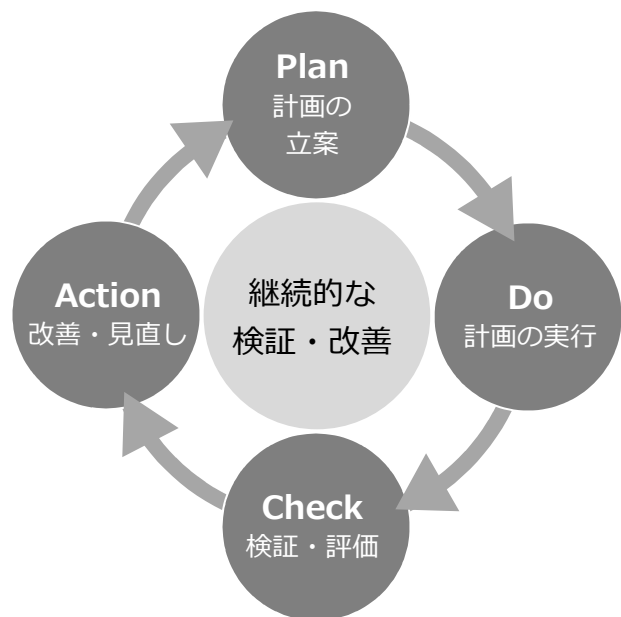 Plan
計画の
立案
Do
計画の実行
Check
検証・評価
Action
改善・見直し
継続的な
検証・改善